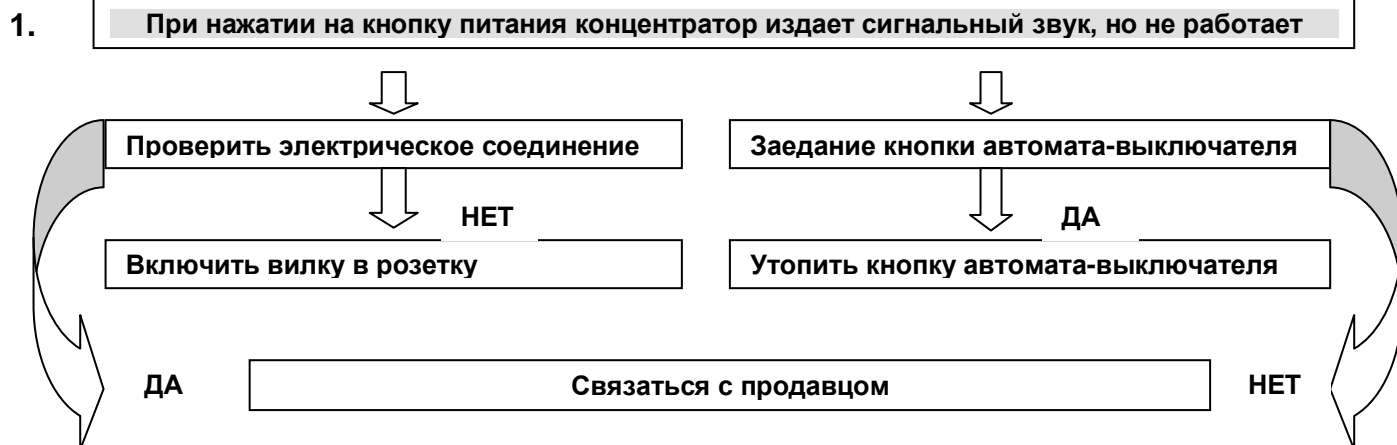 1. При нажатии на кнопку питания концентратор издает сигнальный звук, но не работает
Проверить электрическое соединение
Заедание кнопки автомата-выключателя
НЕТ
ДА
Включить вилку в розетку
Утопить кнопку автомата-выключателя
ДА
Связаться с продавцом
НЕТ